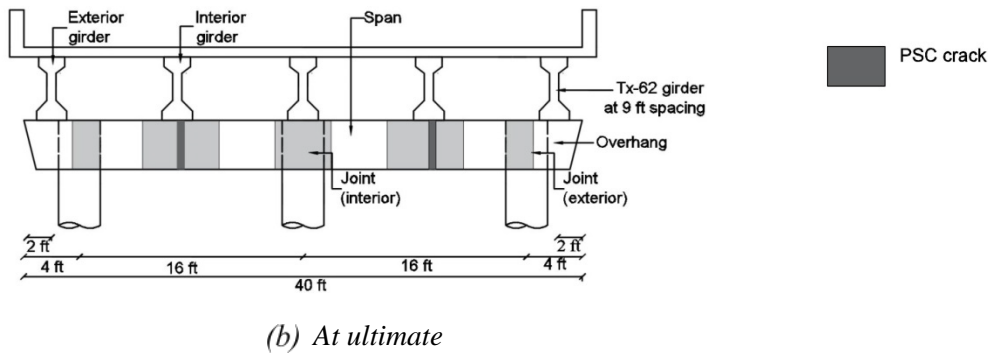 Exterior
girder
Interior
girder
Span
PSC crack
Tx-62 girder
at 9 ft spacing
Overhang
Joint
(interior)
Joint
(exterior)
2 ft
2 ft
4 ft
16 ft
16 ft
4 ft
40 ft
(b) At ultimate